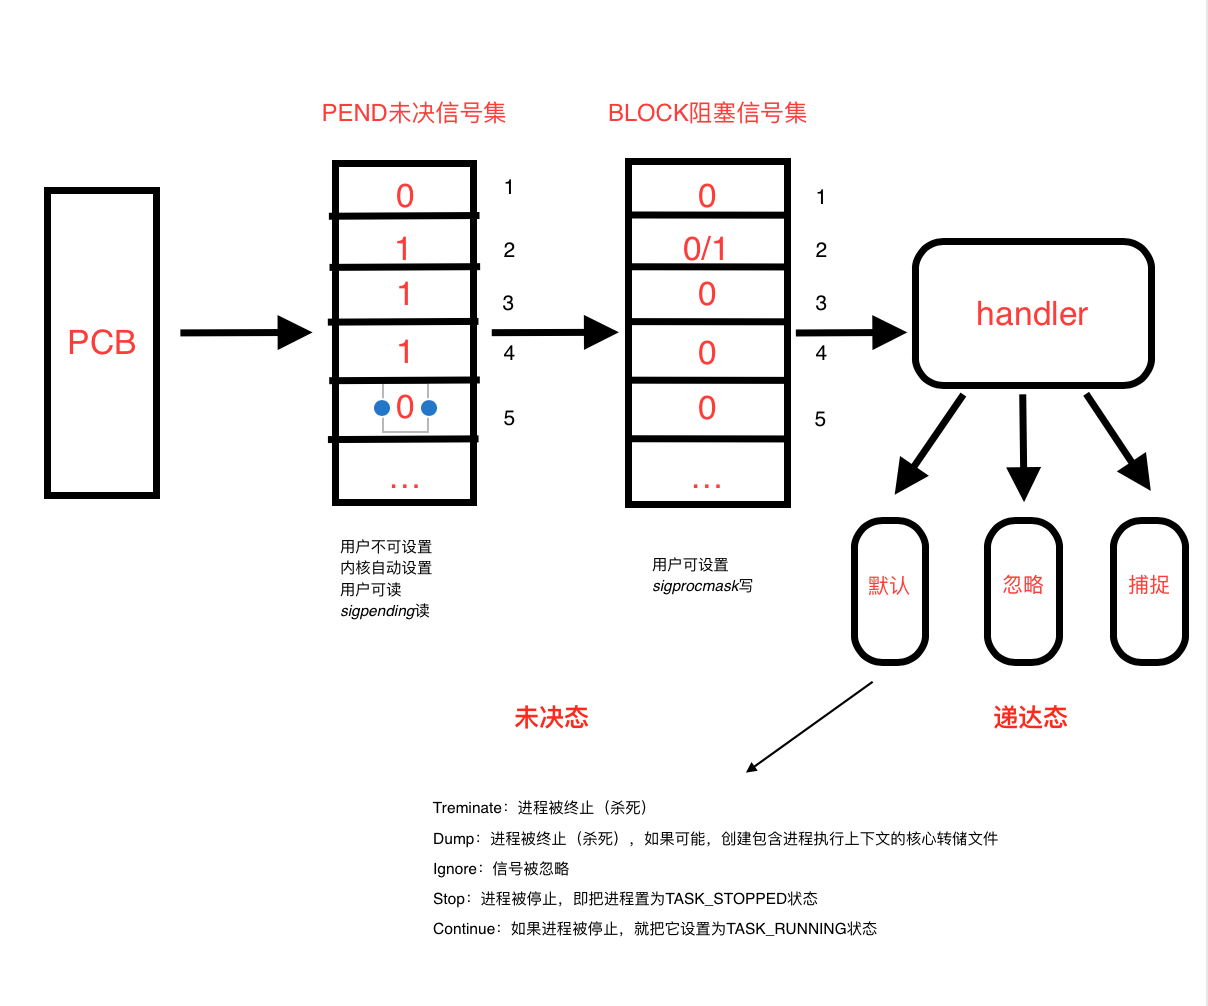 PEND未决信号集
BLOCK阻塞信号集
PCB
0
1
1
1
0
...
1
2
3
4
5
0
0/1
0
0
0
...
1
2
3
4
5
handler
默认
忽略
捕捉
用户不可设置
内核自动设置
用户可读
sigpending读
用户可设置
sigprocmask写
未决态
递达态
Treminate：进程被终止（杀死）
Dump：进程被终止（杀死），如果可能，创建包含进程执行上下文的核心转储文件
Ignore：信号被忽略
Stop：进程被停止，即把进程置为TASK_STOPPED状态
Continue：如果进程被停止，就把它设置为TASK_RUNNING状态